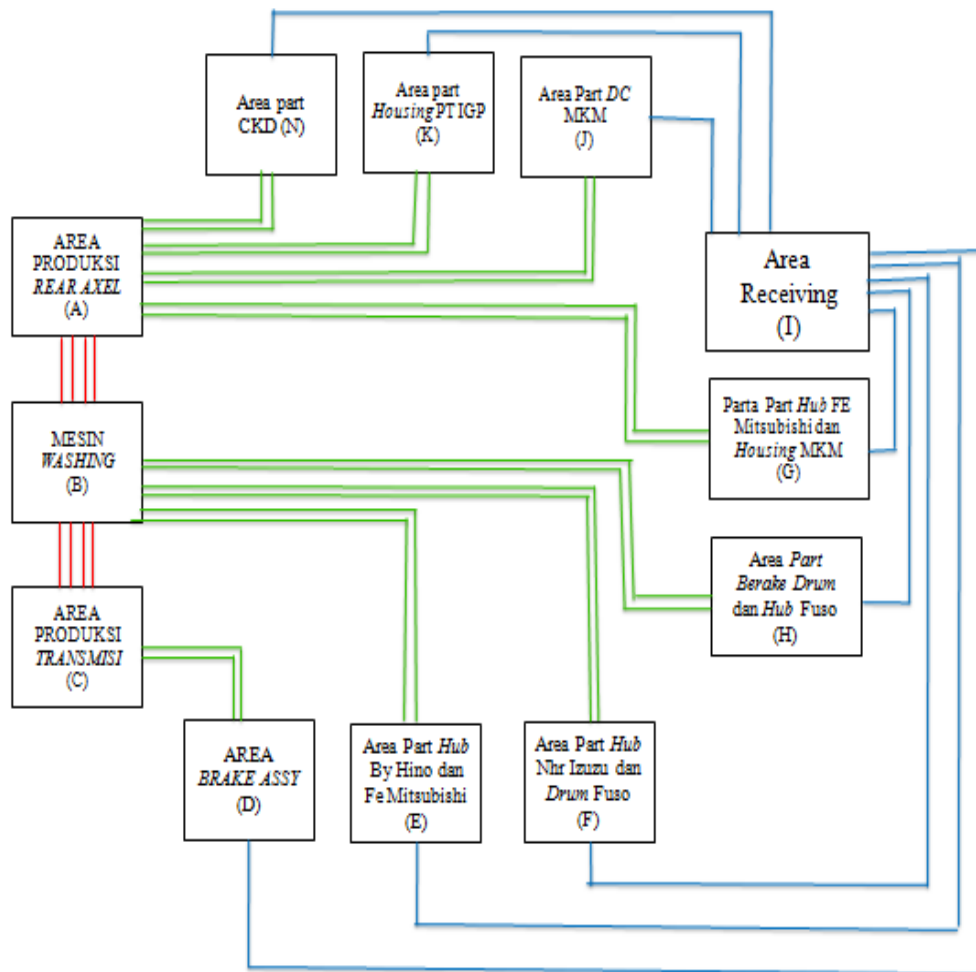 Area part
CKD (N)
Area part
Housing PT IGP
(K)
Area Part DC
MKM
(J)
AREA
PRODUKSI
REAR AXEL
(A)
Area
Receiving
(I)
MESIN
WASHING
(B)
Parta Part Hub FE
Mitsubishi dan
Housing MKM
(G)
Area Part
Berake Drum
dan Hub Fuso
(H)
AREA
PRODUKSI
TRANSMISI
(C)
AREA
BRAKE ASSY
(D)
Area Part Hub
By Hino dan
Fe Mitsubishi
(E)
Area Part Hub
Nhr Izuzu dan
Drum Fuso
(F)